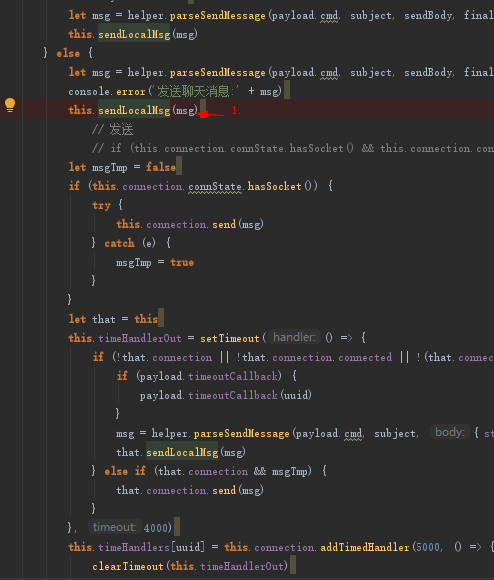 let msg = helper.parseSendMessage(payload.cmd, subject, sendBody, final
this.sendLocalMsg(msg)
} else {
let msg = helper.parseSendMessage(payload.cmd, subject, sendBody, final
console.error('发送聊天消息:' + msg)
this.sendLocalMsg(msg) 1.
// 发送
// if (this.connection.connState.hasSocket() && this.connection.con
let msgTmp = false
if (this.connection.connState.hasSocket()) {
try {
this.connection.send(msg)
} catch (e) {
msgTmp = true
}
}
let that = this
this.timeHandlerOut = setTimeout( handler: () => {
if (!that.connection || !that.connection.connected || !(that.connec
if (payload.timeoutCallback) {
payload.timeoutCallback(uuid)
}
msg = helper.parseSendMessage(payload.cmd, subject, body: { st
that.sendLocalMsg(msg)
} else if (that.connection && msgTmp) {
that.connection.send(msg)
}
}, timeout: 4000)
this.timeHandlers[uuid] = this.connection.addTimedHandler(5000, () => {
clearTimeout(this.timeHandlerOut)